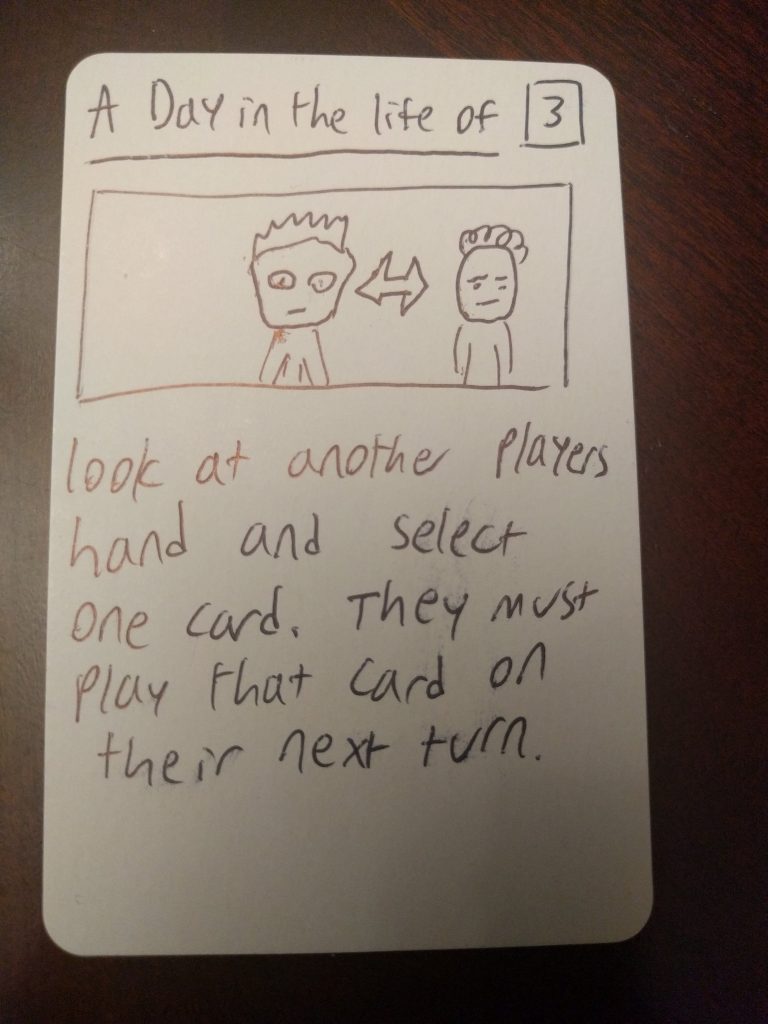 A Day in the life of 3
look at another players
hand and select
one card. They must
play that card on
their next turn.